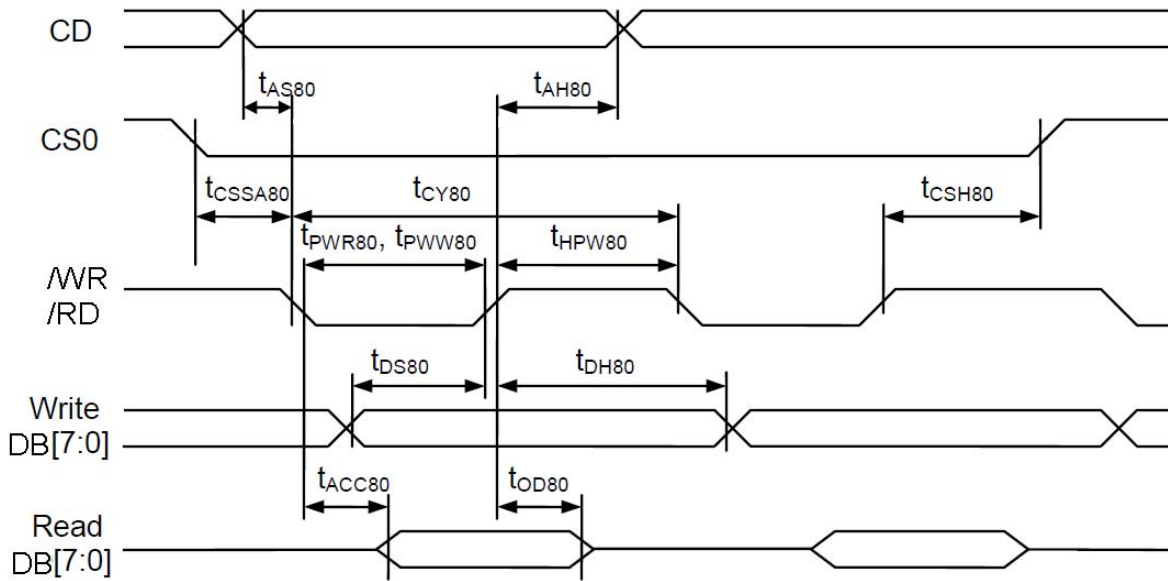 CD
tAS80
tAH80
CS0
tCSSA80
tCY80
tCSH80
tPWR80, tPWW80
tHPW80
/WR
/RD
tDS80
tDH80
Write
DB[7:0]
tACC80
tOD80
Read
DB[7:0]